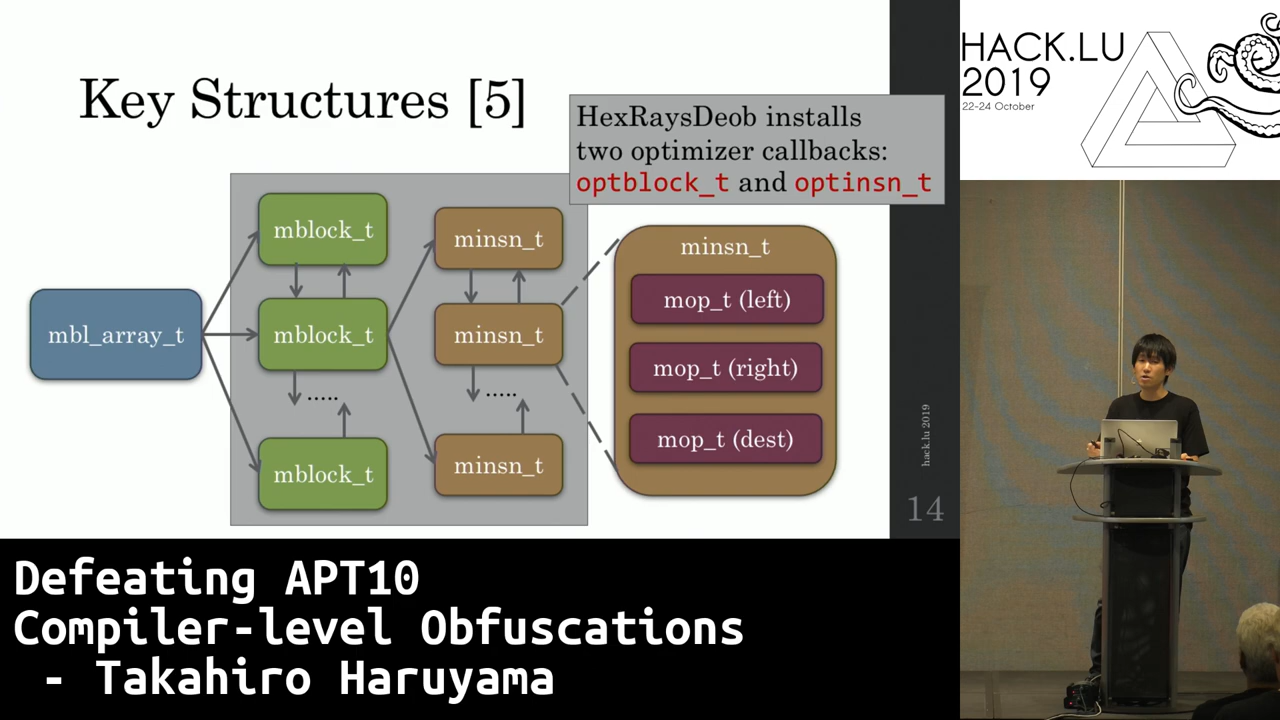 Key Structures [5]
HexRaysDeob installs
two optimizer callbacks:
optblock_t and optinsn_t
mbl_array_t
mblock_t
mblock_t
.....
mblock_t
minsn_t
minsn_t
.....
minsn_t
minsn_t
mop_t (left)
mop_t (right)
mop_t (dest)
hack.lu 2019
14
HACK.LU
2019
22-24 October
Defeating APT10
Compiler-level Obfuscations
- Takahiro Haruyama